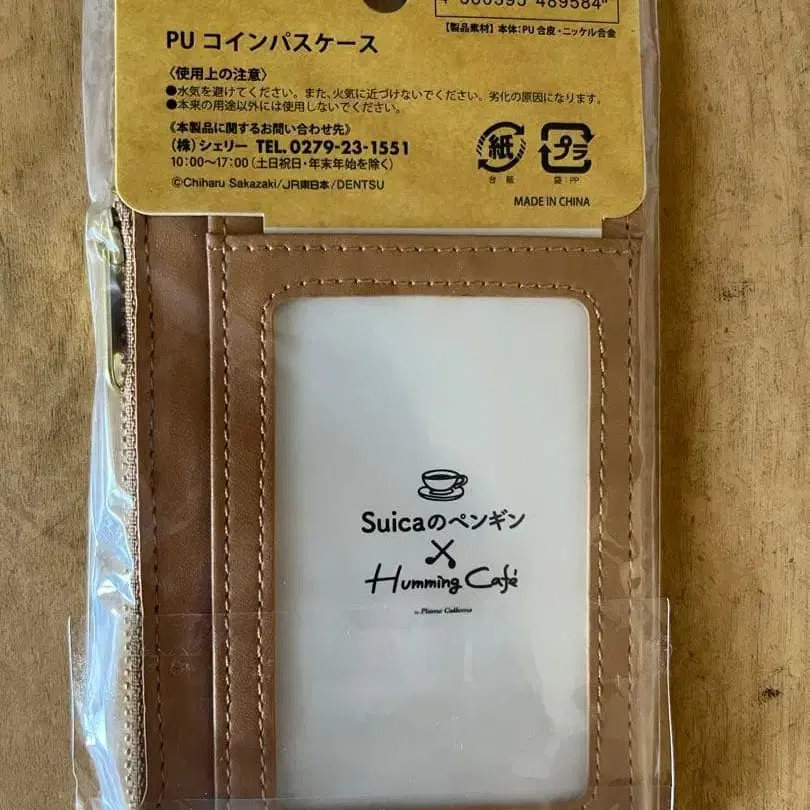 4 580595 489584
【製品素材】本体:PU合皮・ニッケル合金
PU コインパスケース
〈使用上の注意〉
●水気を避けてください。また、火気に近づけないでください。劣化の原因になります。
●本来の用途以外には使用しないでください。
《本製品に関するお問い合わせ先》
(株)シェリー TEL.0279-23-1551
10:00〜17:00(土日祝日・年末年始を除く)
©Chiharu Sakazaki/JR東日本/DENTSU
紙
台紙
プラ
袋:PP
MADE IN CHINA
Suicaのペンギン
×
Humming Café
by Plame Collome